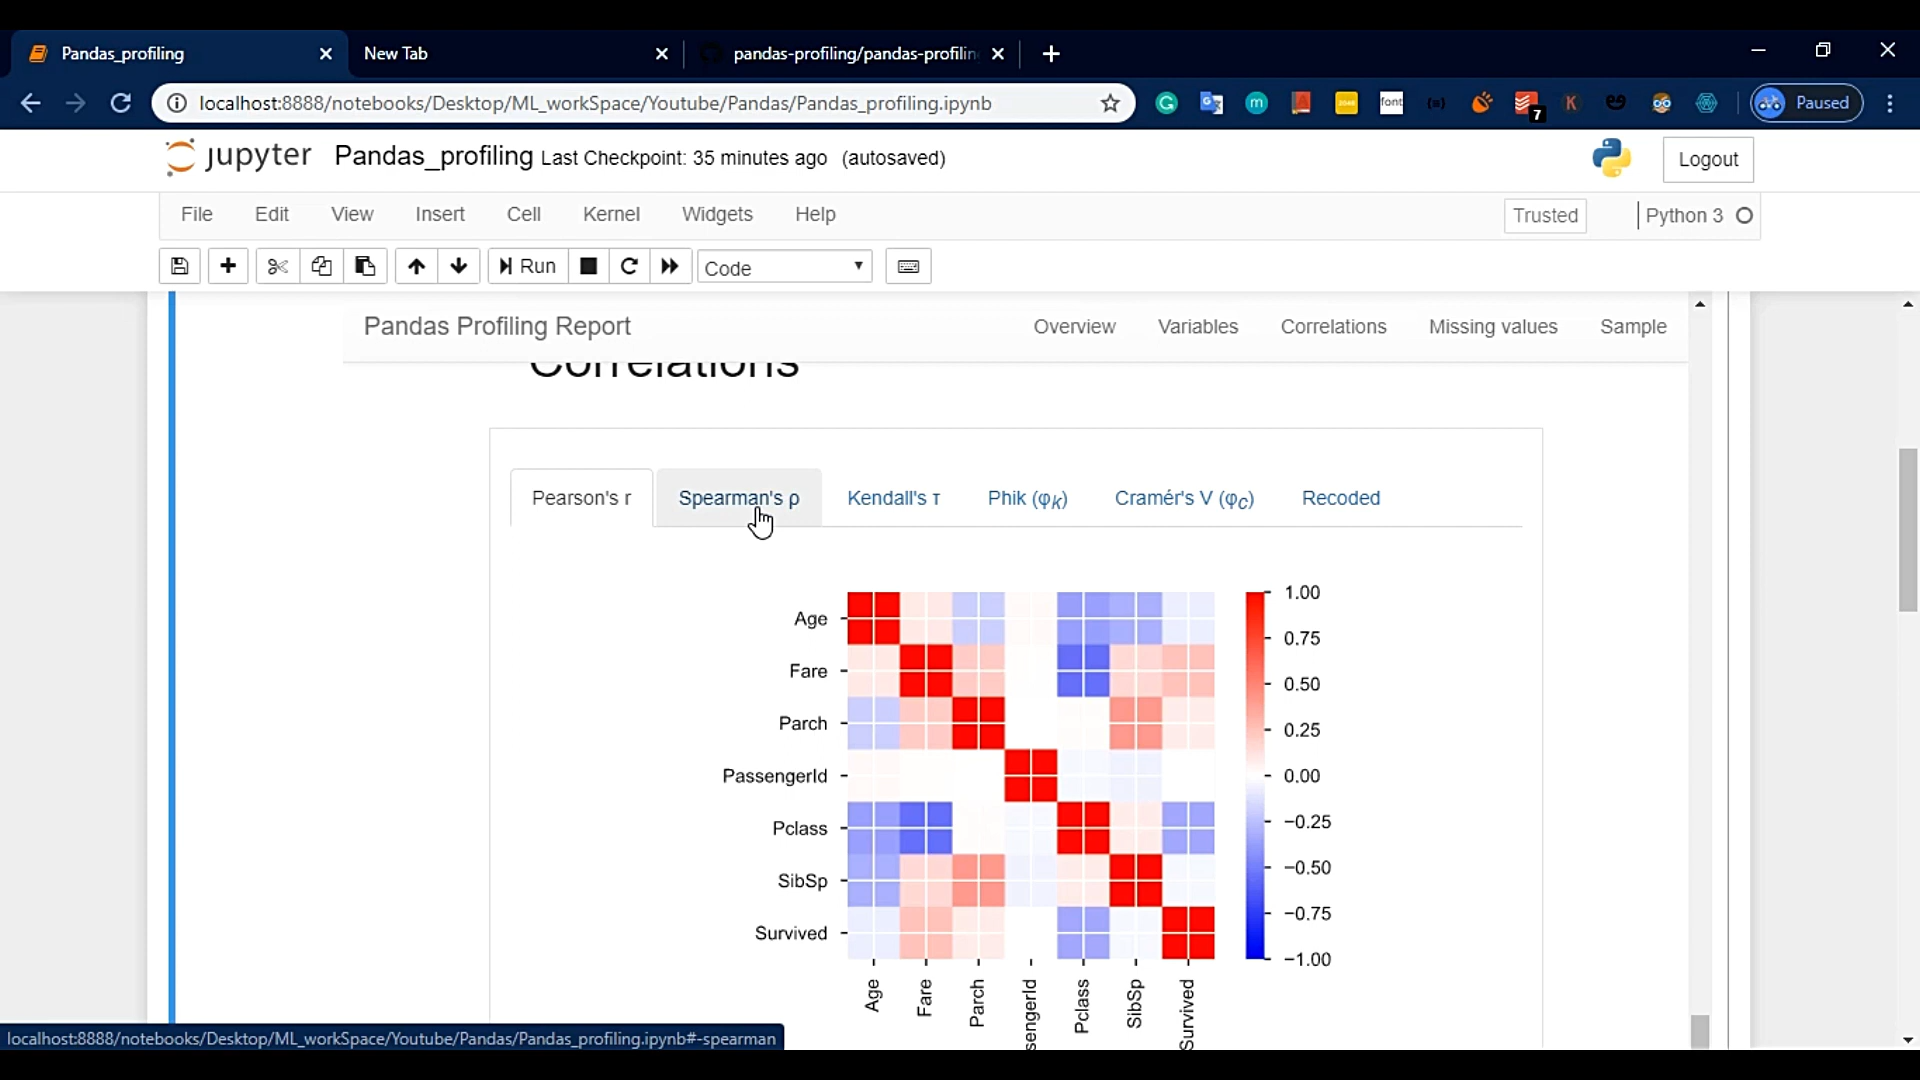 Pandas_profiling
New Tab
pandas-profiling/pandas-profilin
localhost:8888/notebooks/Desktop/ML_workSpace/Youtube/Pandas/Pandas_profiling.ipynb
font
7
K
Paused
jupyter Pandas_profiling Last Checkpoint: 35 minutes ago (autosaved)
Logout
File Edit View Insert Cell Kernel Widgets Help
Trusted
Python 3
Run
Code
Pandas Profiling Report
Overview Variables Correlations Missing values Sample
Correlations
Pearson's r
Spearman's ρ
Kendall's τ
Phik (φK)
Cramér's V (φC)
Recoded
Age
Fare
Parch
PassengerId
Pclass
SibSp
Survived
1.00
0.75
0.50
0.25
0.00
−0.25
−0.50
−0.75
−1.00
Age
Fare
Parch
sengerId
Pclass
SibSp
Survived
localhost:8888/notebooks/Desktop/ML_workSpace/Youtube/Pandas/Pandas_profiling.ipynb#-spearman